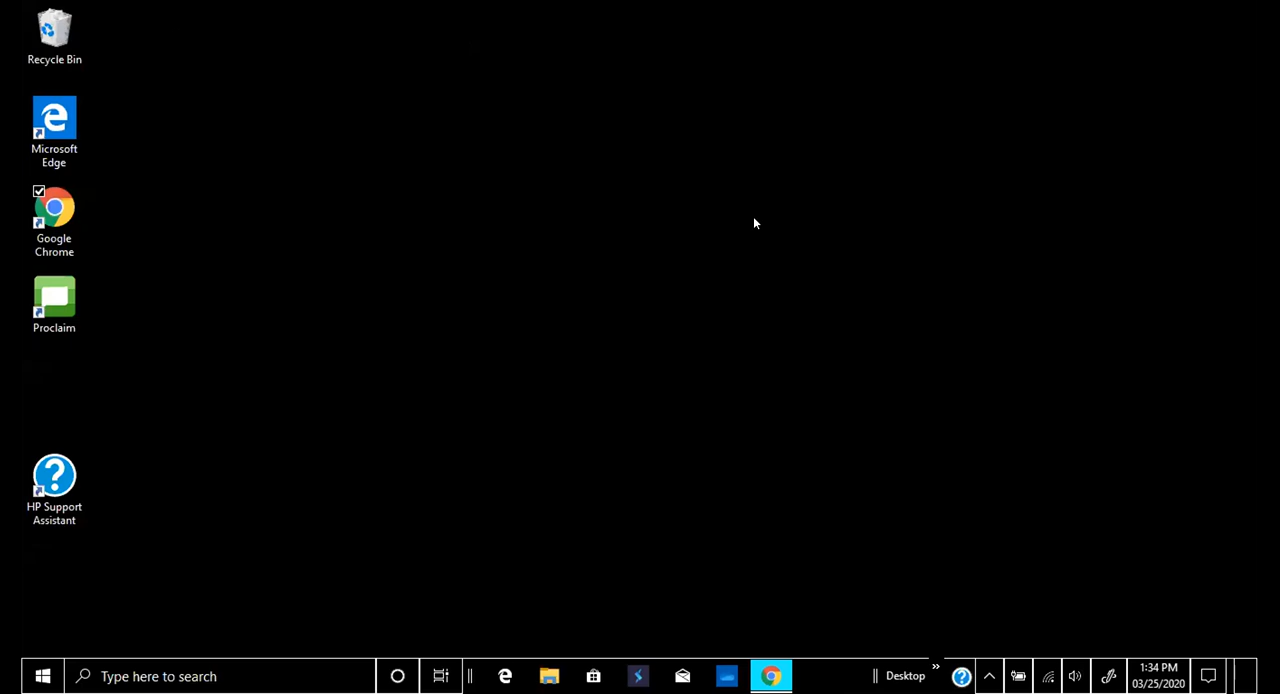 Recycle Bin
Microsoft
Edge
Google
Chrome
Proclaim
HP Support
Assistant
Type here to search
Desktop
1:34 PM
03/25/2020